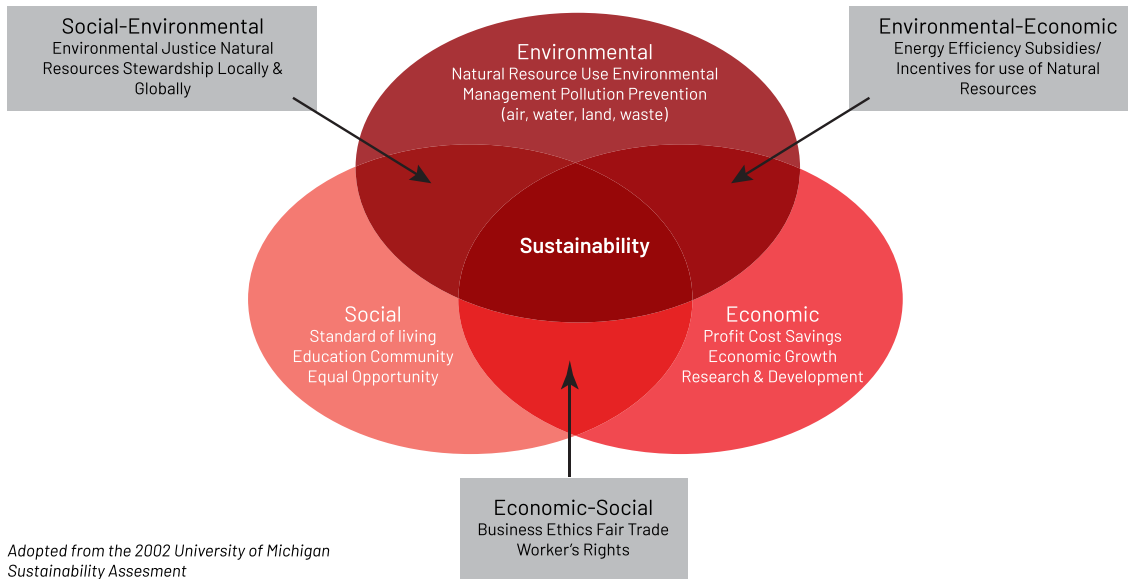 Social-Environmental
Environmental Justice Natural
Resources Stewardship Locally &
Globally
Environmental
Natural Resource Use Environmental
Management Pollution Prevention
(air, water, land, waste)
Environmental-Economic
Energy Efficiency Subsidies/
Incentives for use of Natural
Resources
Sustainability
Social
Standard of living
Education Community
Equal Opportunity
Economic
Profit Cost Savings
Economic Growth
Research & Development
Economic-Social
Business Ethics Fair Trade
Worker's Rights
Adopted from the 2002 University of Michigan
Sustainability Assesment